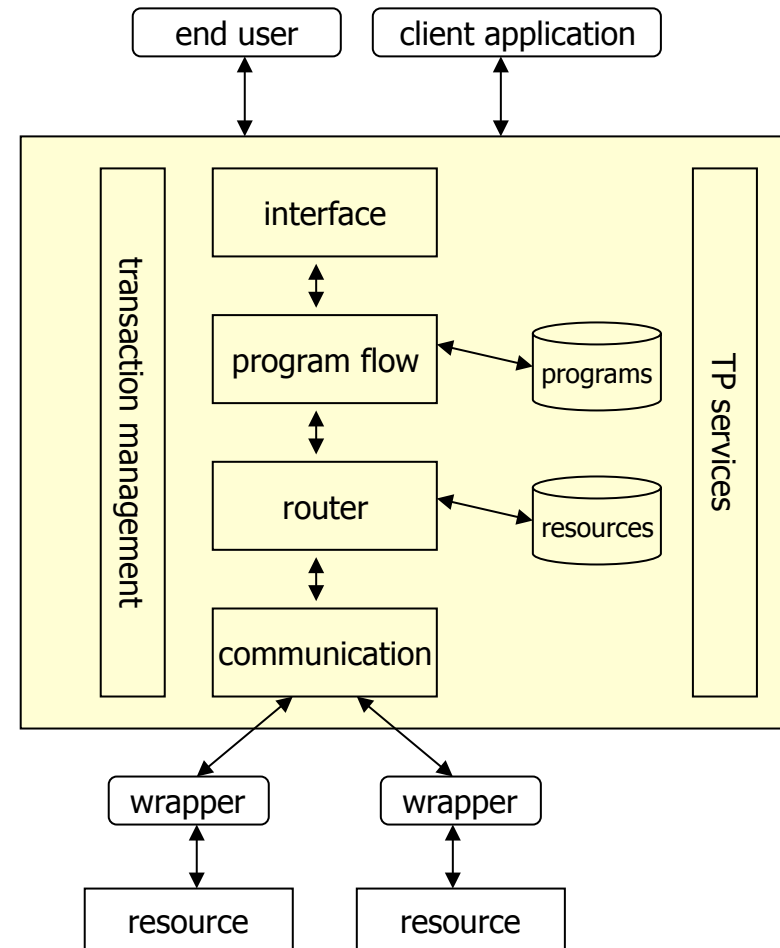 end user
client application
interface
transaction management
program flow
programs
TP services
router
resources
communication
wrapper
wrapper
resource
resource